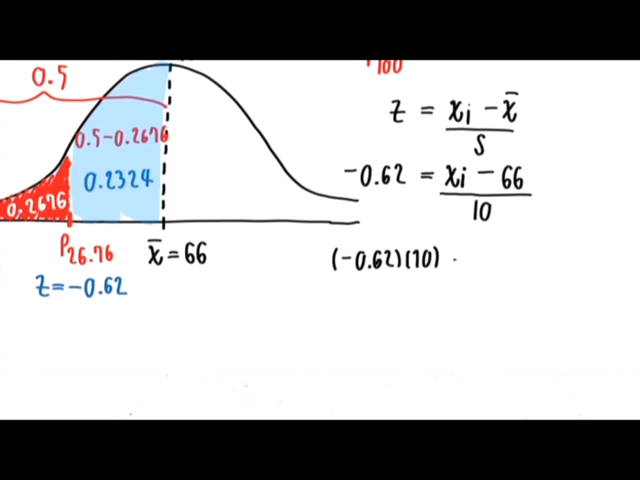 0.5
100
z = xi − x̄
s
0.5−0.2676
0.2324
0.2676
−0.62 = xi − 66
10
P26.76
x̄ = 66
(−0.62)(10)
z = −0.62